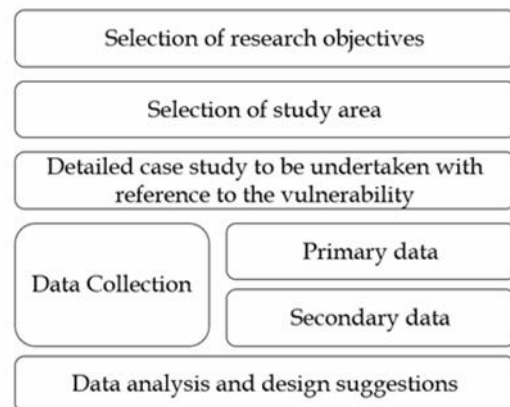 Selection of research objectives
Selection of study area
Detailed case study to be undertaken with
reference to the vulnerability
Data Collection
Primary data
Secondary data
Data analysis and design suggestions